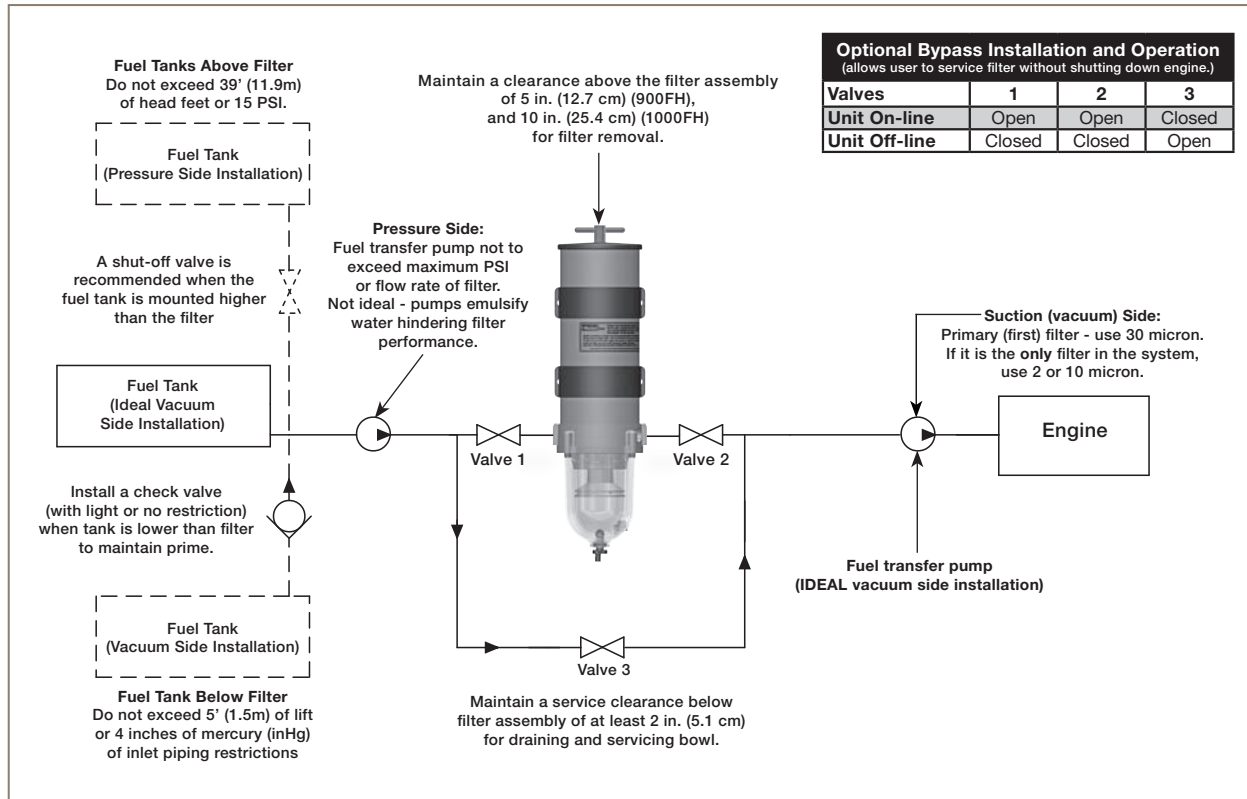 Fuel Tanks Above Filter
Do not exceed 39' (11.9m)
of head feet or 15 PSI.
Fuel Tank
(Pressure Side Installation)
A shut-off valve is
recommended when the
fuel tank is mounted higher
than the filter
Fuel Tank
(Ideal Vacuum
Side Installation)
Install a check valve
(with light or no restriction)
when tank is lower than filter
to maintain prime.
Fuel Tank
(Vacuum Side Installation)
Fuel Tank Below Filter
Do not exceed 5' (1.5m) of lift
or 4 inches of mercury (inHg)
of inlet piping restrictions
Maintain a clearance above the filter assembly
of 5 in. (12.7 cm) (900FH),
and 10 in. (25.4 cm) (1000FH)
for filter removal.
Pressure Side:
Fuel transfer pump not to
exceed maximum PSI
or flow rate of filter.
Not ideal - pumps emulsify
water hindering filter
performance.
Valve 1
Valve 2
Valve 3
Maintain a service clearance below
filter assembly of at least 2 in. (5.1 cm)
for draining and servicing bowl.
Optional Bypass Installation and Operation
(allows user to service filter without shutting down engine.)
Valves 1 2 3
Unit On-line Open Open Closed
Unit Off-line Closed Closed Open
Suction (vacuum) Side:
Primary (first) filter - use 30 micron.
If it is the only filter in the system,
use 2 or 10 micron.
Engine
Fuel transfer pump
(IDEAL vacuum side installation)